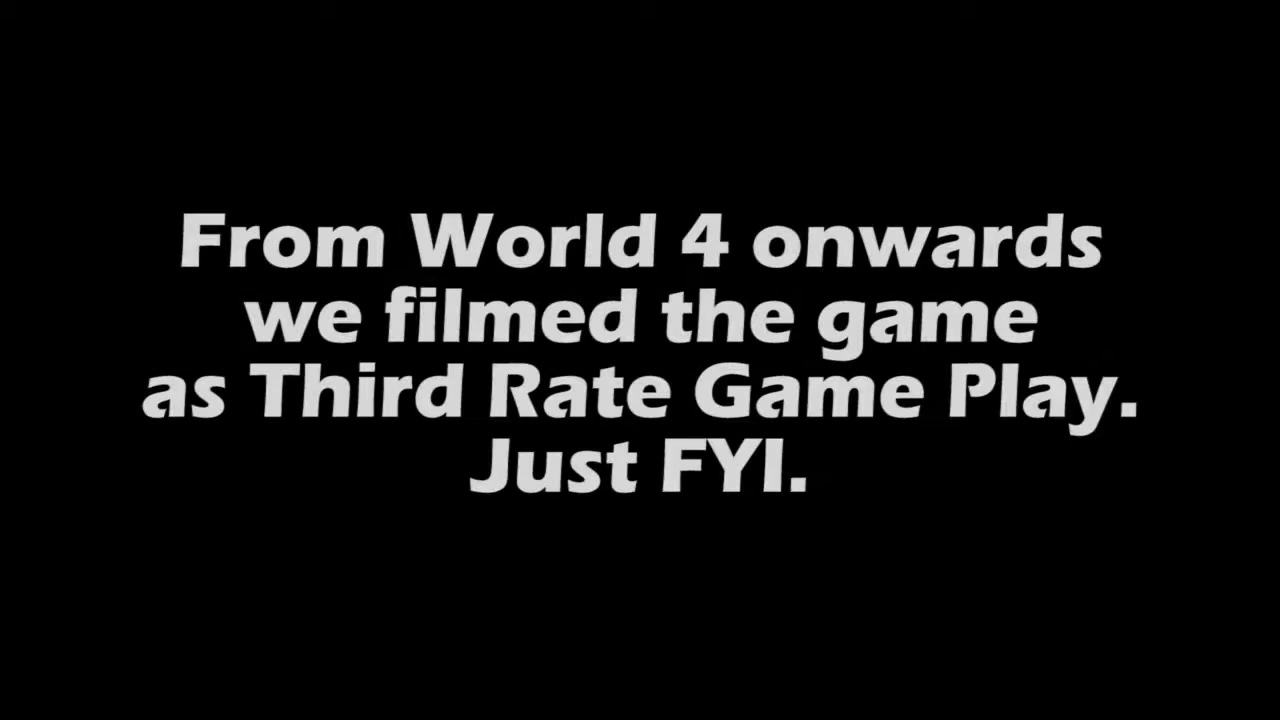 From World 4 onwards
we filmed the game
as Third Rate Game Play.
Just FYI.